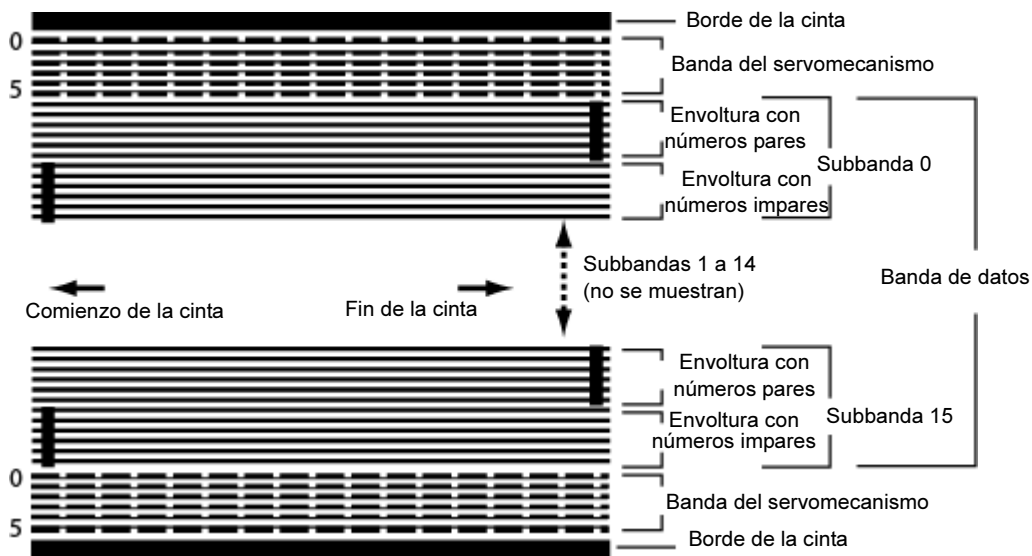 Borde de la cinta
0
Banda del servomecanismo
5
Envoltura con
números pares
Subbanda 0
Envoltura con
números impares
Subbandas 1 a 14
(no se muestran)
Banda de datos
Comienzo de la cinta
Fin de la cinta
Envoltura con
números pares
Subbanda 15
Envoltura con
números impares
0
Banda del servomecanismo
5
Borde de la cinta